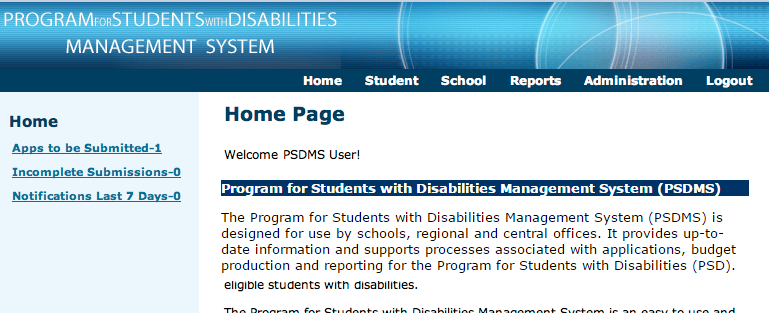 PROGRAMFORSTUDENTSWITHDISABILITIES
MANAGEMENT SYSTEM
Home Student School Reports Administration Logout
Home
Apps to be Submitted-1
Incomplete Submissions-0
Notifications Last 7 Days-0
Home Page
Welcome PSDMS User!
Program for Students with Disabilities Management System (PSDMS)
The Program for Students with Disabilities Management System (PSDMS) is
designed for use by schools, regional and central offices. It provides up-to-
date information and supports processes associated with applications, budget
production and reporting for the Program for Students with Disabilities (PSD).
eligible students with disabilities.
The Program for Students with Disabilities Management System is an easy to use and